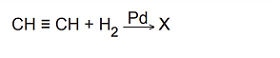 CH ≡ CH + H₂ —Pd→ X